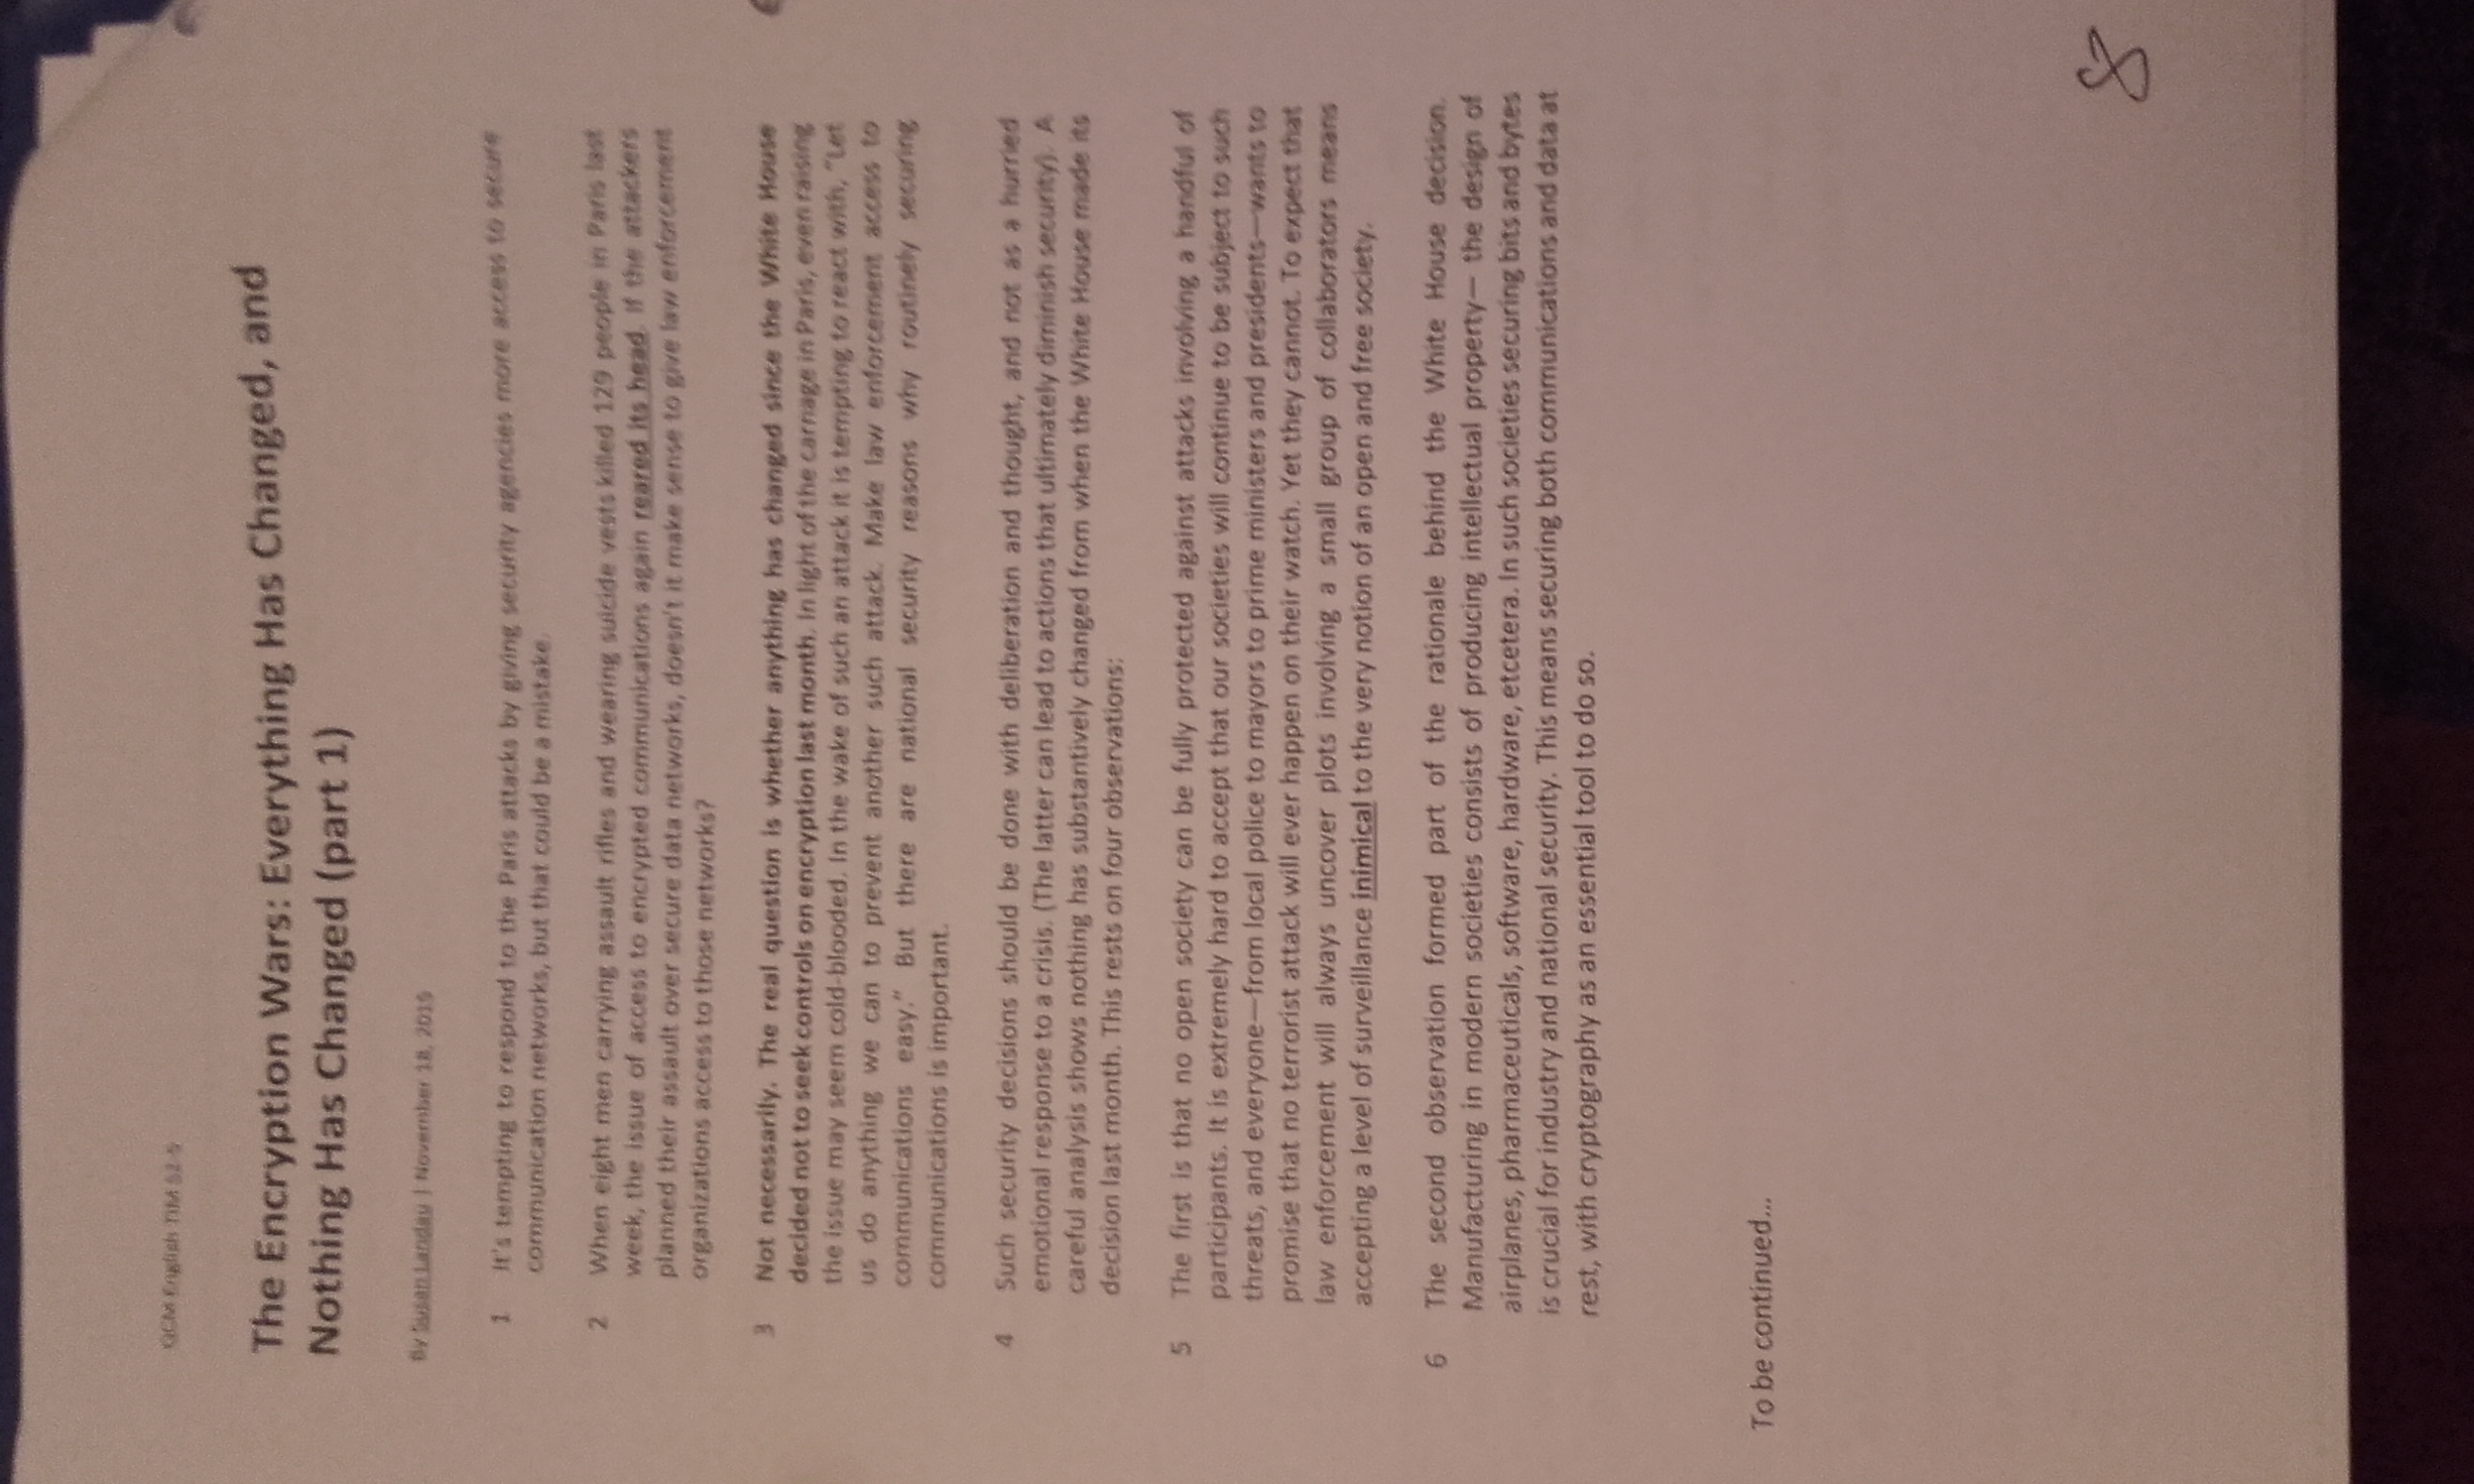 QCM English TIM S2-5
The Encryption Wars: Everything Has Changed, and
Nothing Has Changed (part 1)
By Susan Landau | November 18, 2015
1 It's tempting to respond to the Paris attacks by giving security agencies more access to secure
communication networks, but that could be a mistake.
2 When eight men carrying assault rifles and wearing suicide vests killed 129 people in Paris last
week, the issue of access to encrypted communications again reared its head. If the attackers
planned their assault over secure data networks, doesn't it make sense to give law enforcement
organizations access to those networks?
3 Not necessarily. The real question is whether anything has changed since the White House
decided not to seek controls on encryption last month. In light of the carnage in Paris, even raising
the issue may seem cold-blooded. In the wake of such an attack it is tempting to react with, "Let
us do anything we can to prevent another such attack. Make law enforcement access to
communications easy." But there are national security reasons why routinely securing
communications is important.
4 Such security decisions should be done with deliberation and thought, and not as a hurried
emotional response to a crisis. (The latter can lead to actions that ultimately diminish security). A
careful analysis shows nothing has substantively changed from when the White House made its
decision last month. This rests on four observations:
5 The first is that no open society can be fully protected against attacks involving a handful of
participants. It is extremely hard to accept that our societies will continue to be subject to such
threats, and everyone—from local police to mayors to prime ministers and presidents—wants to
promise that no terrorist attack will ever happen on their watch. Yet they cannot. To expect that
law enforcement will always uncover plots involving a small group of collaborators means
accepting a level of surveillance inimical to the very notion of an open and free society.
6 The second observation formed part of the rationale behind the White House decision.
Manufacturing in modern societies consists of producing intellectual property— the design of
airplanes, pharmaceuticals, software, hardware, etcetera. In such societies securing bits and bytes
is crucial for industry and national security. This means securing both communications and data at
rest, with cryptography as an essential tool to do so.
To be continued...
8